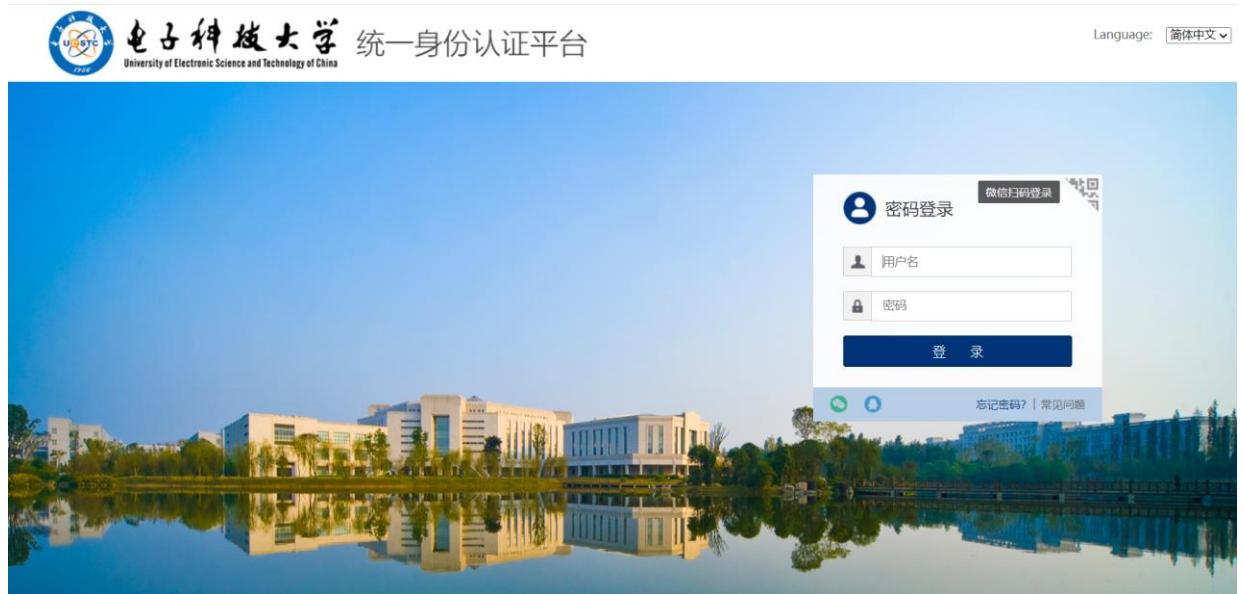 电子科技大学
University of Electronic Science and Technology of China
UESTC
1956
统一身份认证平台
Language: 简体中文
微信扫码登录
密码登录
用户名
密码
登 录
忘记密码? | 常见问题